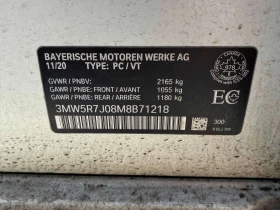 BAYERISCHE MOTOREN WERKE AG
11/20 TYPE: PC / VT
GVWR / PNBV: 2165 kg
GAWR / PNBE: FRONT / AVANT 1055 kg
GAWR / PNBE: REAR / ARRIÈRE 1180 kg
3MW5R7J08M8B71218
978
EC
300